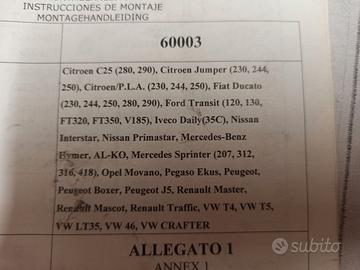 INSTRUCCIONES DE MONTAJE
MONTAGEHANDLEIDING
60003
Citroen C25 (280, 290), Citroen Jumper (230, 244,
250), Citroen/P.L.A. (230, 244, 250), Fiat Ducato
(230, 244, 250, 280, 290), Ford Transit (120, 130,
FT320, FT350, V185), Iveco Daily(35C), Nissan
Interstar, Nissan Primastar, Mercedes-Benz
Hymer, AL-KO, Mercedes Sprinter (207, 312,
316, 418), Opel Movano, Pegaso Ekus, Peugeot,
Peugeot Boxer, Peugeot J5, Renault Master,
Renault Mascot, Renault Traffic, VW T4, VW T5,
VW LT35, VW 46, VW CRAFTER
ALLEGATO 1
ANNEX 1
subito